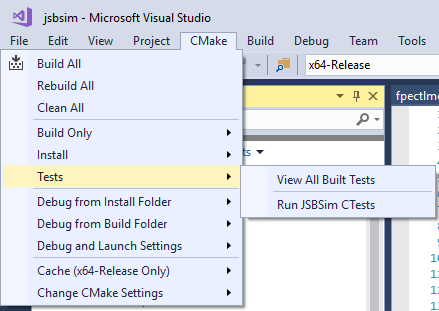 jsbsim - Microsoft Visual Studio
File Edit View Project CMake Build Debug Team Tools
x64-Release
Build All
Rebuild All
Clean All
fpectlmo
Build Only
Install
ts
Tests
View All Built Tests
Run JSBSim CTests
Debug from Install Folder
Debug from Build Folder
Debug and Launch Settings
Cache (x64-Release Only)
Change CMake Settings